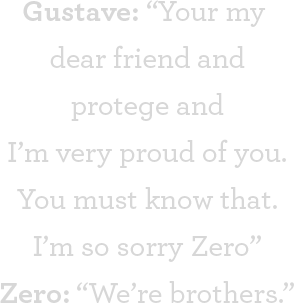 Gustave: “Your my
dear friend and
protege and
I’m very proud of you.
You must know that.
I’m so sorry Zero”
Zero: “We’re brothers.”